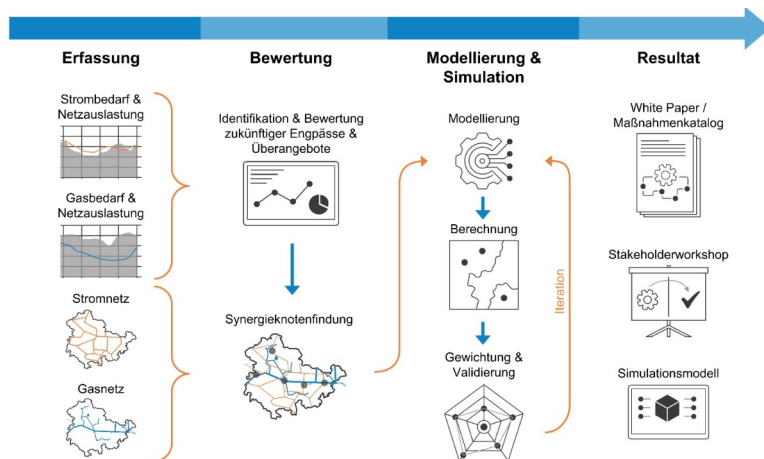 Erfassung
Strombedarf &
Netzauslastung
Gasbedarf &
Netzauslastung
Stromnetz
Gasnetz
Bewertung
Identifikation & Bewertung
zukünftiger Engpässe &
Überangebote
Synergieknotenfindung
Modellierung &
Simulation
Modellierung
Berechnung
Gewichtung &
Validierung
Iteration
Resultat
White Paper /
Maßnahmenkatalog
Stakeholderworkshop
Simulationsmodell